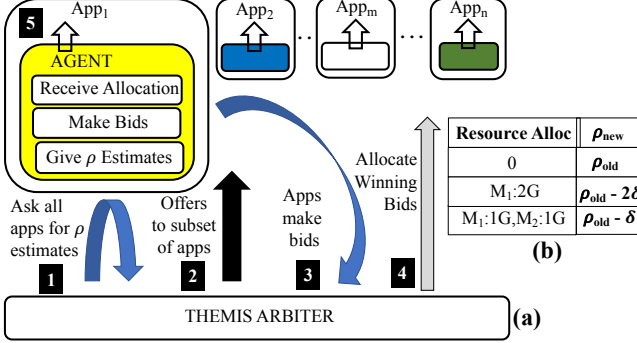 5
App1
App2
..
Appm
...
Appn
AGENT
Receive Allocation
Make Bids
Give ρ Estimates
Ask all
apps for ρ
estimates
1
Offers
to subset
of apps
2
Apps
make
bids
3
Allocate
Winning
Bids
4
Resource Alloc ρnew
0 ρold
M1:2G ρold - 2δ
M1:1G,M2:1G ρold - δ
(b)
THEMIS ARBITER
(a)